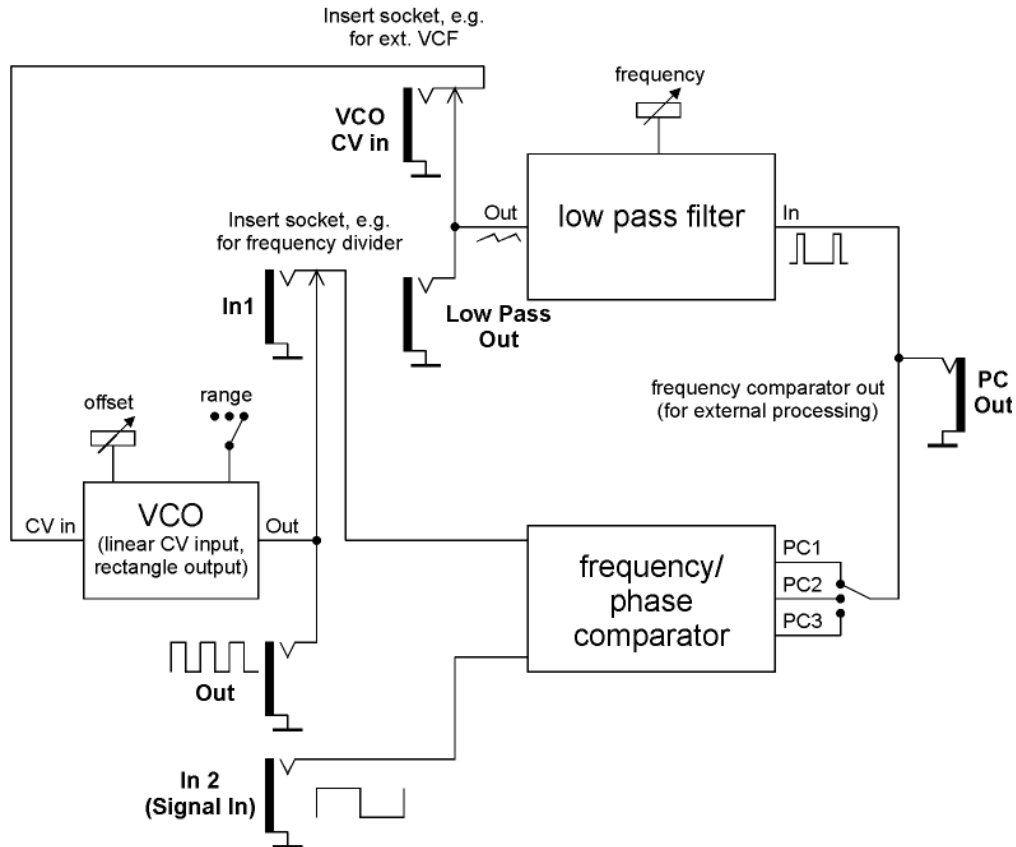 Insert socket, e.g.
for ext. VCF
frequency
VCO
CV in
low pass filter
Out
In
Insert socket, e.g.
for frequency divider
In1
Low Pass
Out
frequency comparator out
(for external processing)
PC
Out
offset
range
CV in
VCO
(linear CV input,
rectangle output)
Out
frequency/
phase
comparator
PC1
PC2
PC3
Out
In 2
(Signal In)